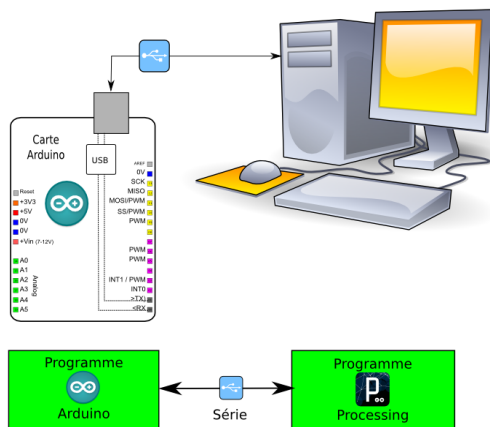 Carte
Arduino
USB
Reset
+3V3
+5V
0V
0V
+Vin (7-12V)
A0
A1
A2
A3
A4
A5
Analog
AREF
0V
SCK
MISO
MOSI/PWM
SS/PWM
PWM
PWM
PWM
INT1 / PWM
INT0
>TX
<RX
Programme
Arduino
Série
Programme
Processing